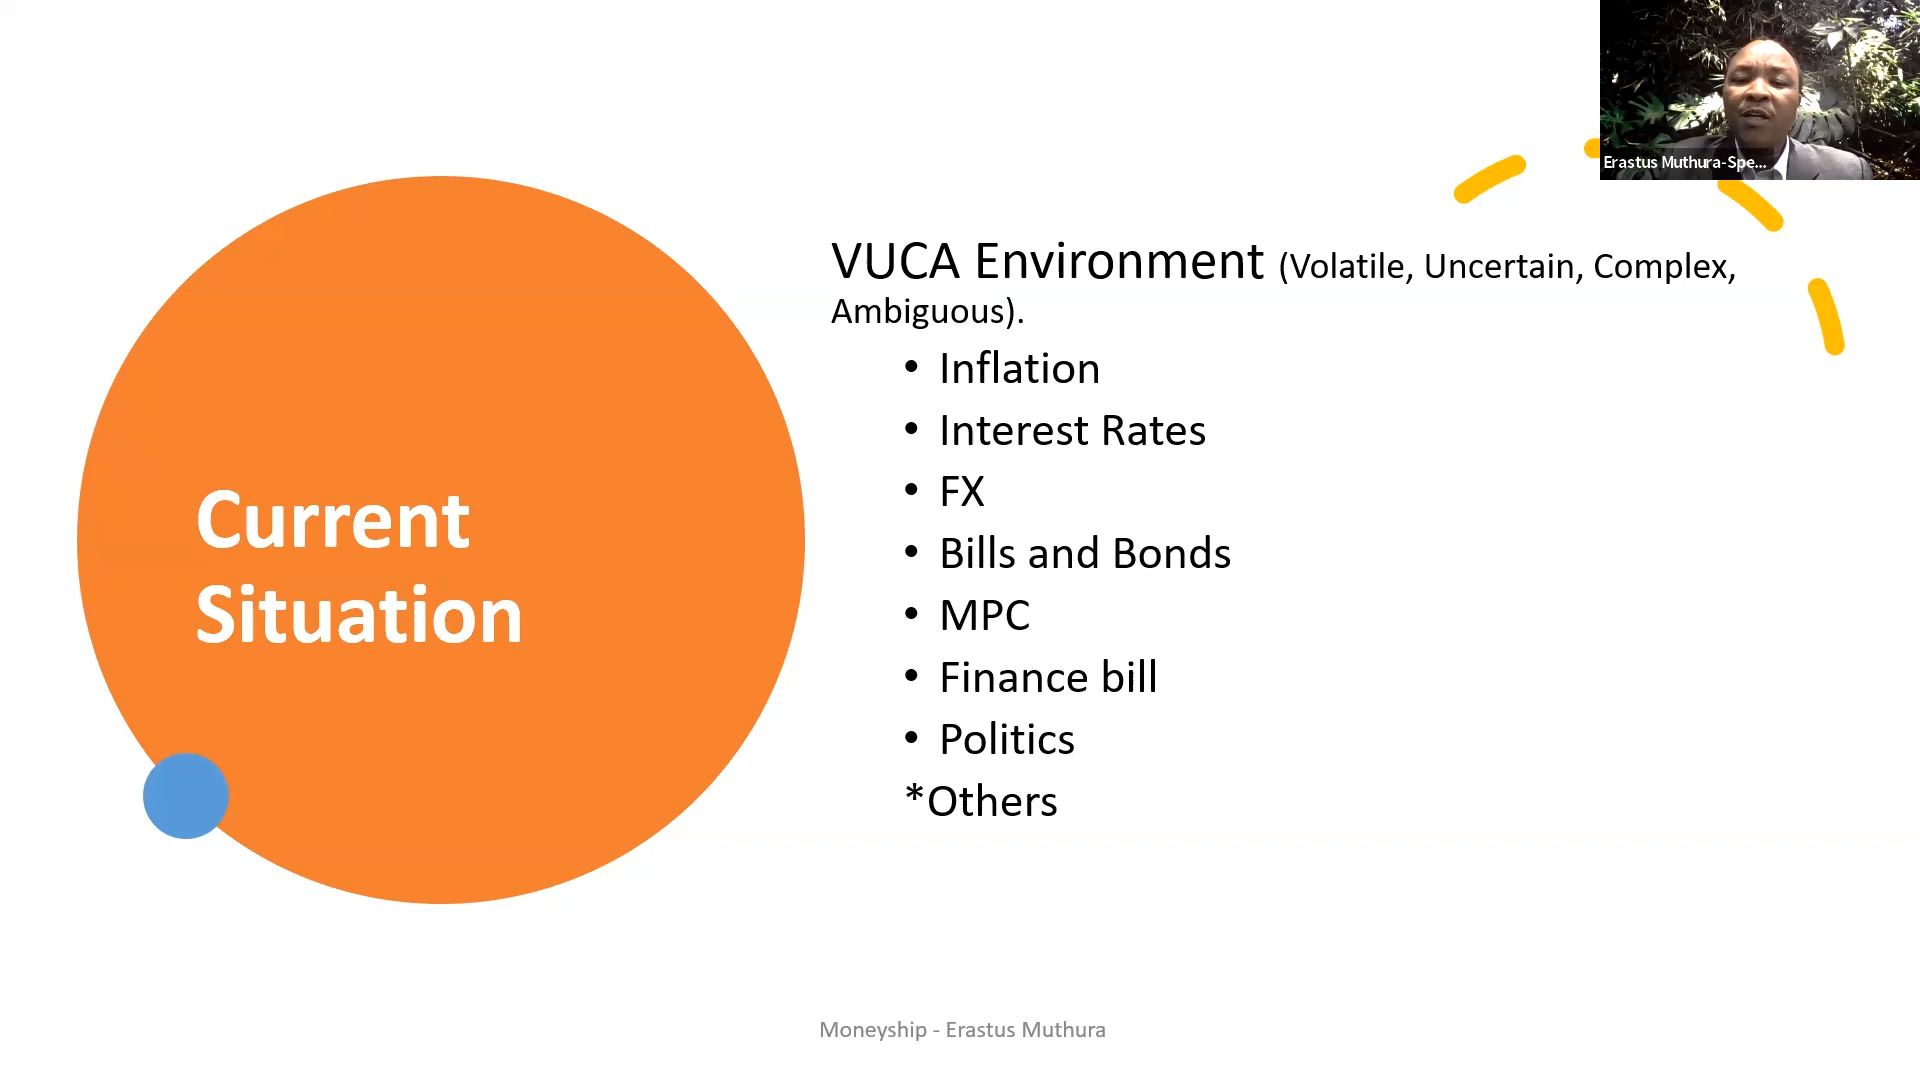 Erastus Muthura-Spe...
VUCA Environment (Volatile, Uncertain, Complex,
Ambiguous).
• Inflation
• Interest Rates
• FX
• Bills and Bonds
• MPC
• Finance bill
• Politics
*Others
Current
Situation
Moneyship - Erastus Muthura